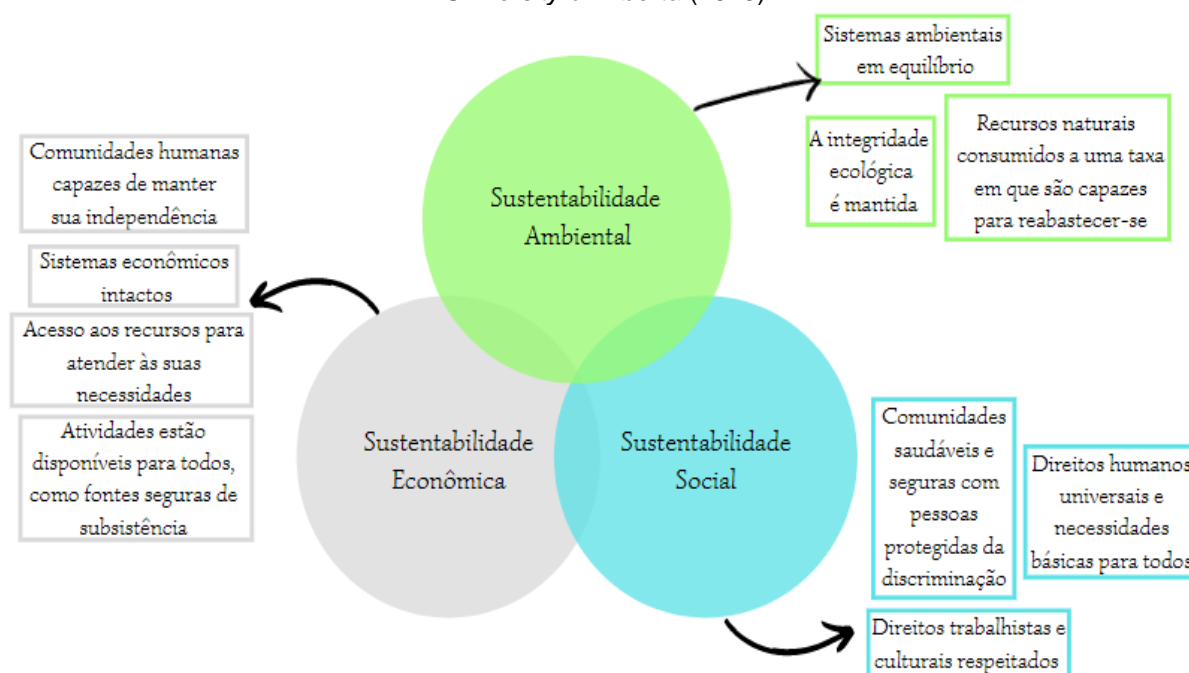 Sistemas ambientais
em equilíbrio
A integridade
ecológica
é mantida
Recursos naturais
consumidos a uma taxa
em que são capazes
para reabastecer-se
Sustentabilidade
Ambiental
Comunidades humanas
capazes de manter
sua independência
Sistemas econômicos
intactos
Acesso aos recursos para
atender às suas
necessidades
Atividades estão
disponíveis para todos,
como fontes seguras de
subsistência
Sustentabilidade
Econômica
Sustentabilidade
Social
Comunidades
saudáveis e
seguras com
pessoas
protegidas da
discriminação
Direitos humanos
universais e
necessidades
básicas para todos
Direitos trabalhistas e
culturais respeitados